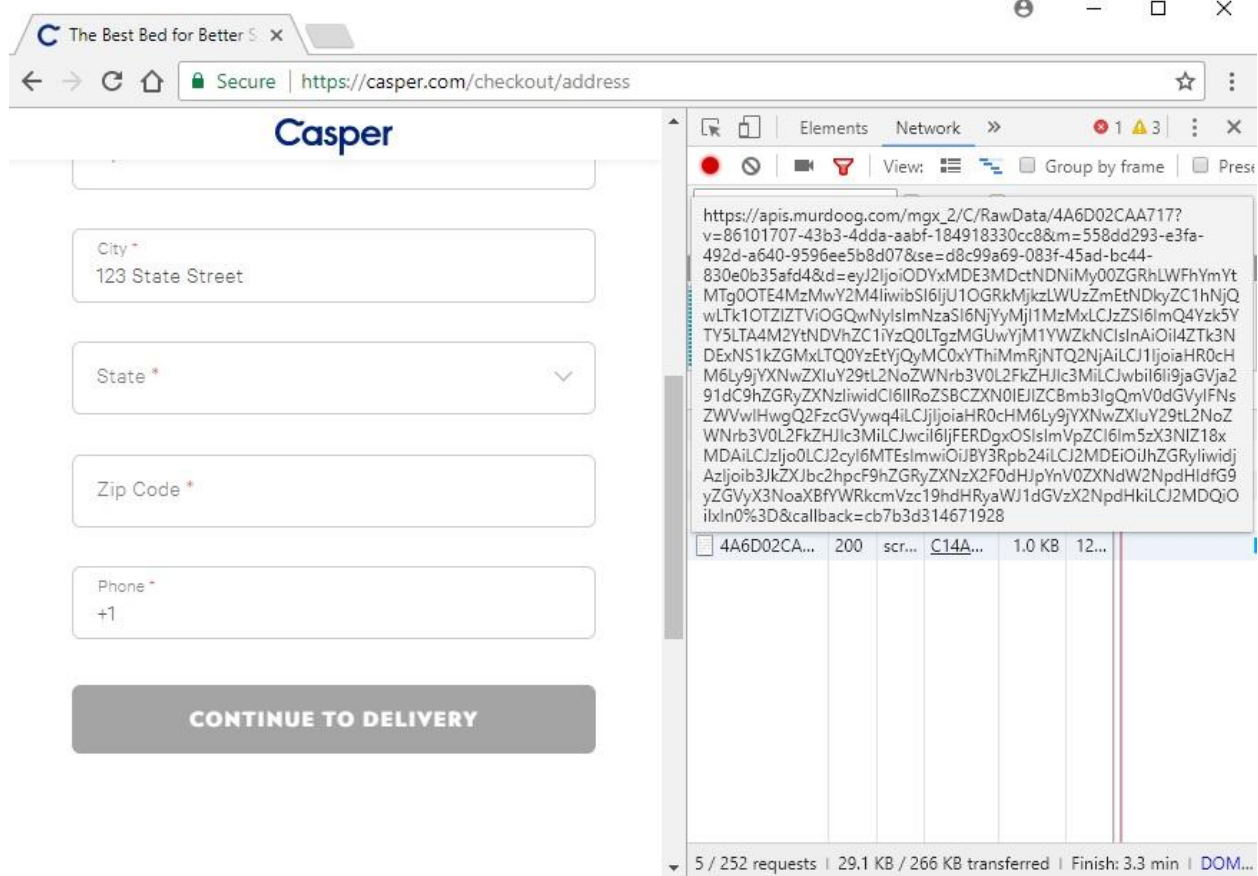 The Best Bed for Better S
Secure | https://casper.com/checkout/address
Casper
City *
123 State Street
State *
Zip Code *
Phone *
+1
CONTINUE TO DELIVERY
Elements Network » 1 3
View: Group by frame Prese
https://apis.murdoog.com/mgx_2/C/RawData/4A6D02CAA717?
v=86101707-43b3-4dda-aabf-184918330cc8&m=558dd293-e3fa-
492d-a640-9596ee5b8d07&se=d8c99a69-083f-45ad-bc44-
830e0b35afd4&d=eyJ2IjoiODYxMDE3MDctNDNiMy00ZGRhLWFhYmYt
MTg0OTE4MzMwY2M4IiwibSI6IjU1OGRkMjkzLWUzZmEtNDkyZC1hNjQ
wLTk1OTZlZTViOGQwNyIsImNzaSI6NjYyMjI1MzMxLCJzZSI6ImQ4Yzk5Y
TY5LTA4M2YtNDVhZC1iYzQ0LTgzMGUwYjM1YWZkNCIsInAiOiI4ZTk3N
DExNS1kZGMxLTQ0YzEtYjQyMC0xYThiMmRjNTQ2NjAiLCJ1IjoiaHR0cH
M6Ly9jYXNwZXIuY29tL2NoZWNrb3V0L2FkZHJlc3MiLCJwbiI6Ii9jaGVja2
91dC9hZGRyZXNzIiwidCI6IlRoZSBCZXN0IEJlZCBmb3IgQmV0dGVyIFNs
ZWVwIHwgQ2FzcGVywq4iLCJjIjoiaHR0cHM6Ly9jYXNwZXIuY29tL2NoZ
WNrb3V0L2FkZHJlc3MiLCJwciI6IjFERDgxOSIsImVpZCI6Im5zX3NlZ18x
MDAiLCJzIjo0LCJ2cyI6MTEsImwiOiJBY3Rpb24iLCJ2MDEiOiJhZGRyIiwidj
AzIjoib3JkZXJbc2hpcF9hZGRyZXNzX2F0dHJpYnV0ZXNdW2NpdHldfG9
yZGVyX3NoaXBfYWRkcmVzc19hdHRyaWJ1dGVzX2NpdHkiLCJ2MDQiO
iIxIn0%3D&callback=cb7b3d314671928
4A6D02CA... 200 scr... C14A... 1.0 KB 12...
5 / 252 requests | 29.1 KB / 266 KB transferred | Finish: 3.3 min | DOM...